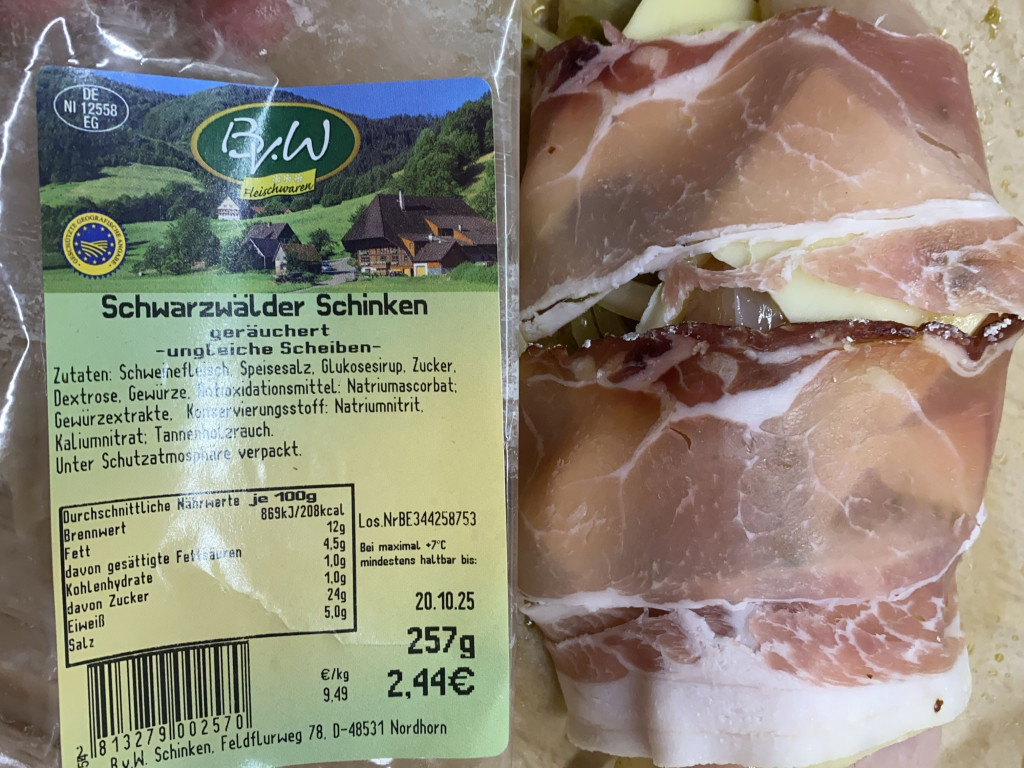 DE
NI 12558
EG
B.v.W
Fleischwaren
GESCHÜTZTE GEOGRAFISCHE ANGABE
Schwarzwälder Schinken
geräuchert
-ungleiche Scheiben-
Zutaten: Schweinefleisch, Speisesalz, Glukosesirup, Zucker,
Dextrose, Gewürze, Antioxidationsmittel: Natriumascorbat;
Gewürzextrakte, Konservierungsstoff: Natriumnitrit,
Kaliumnitrat; Tannenholzrauch.
Unter Schutzatmosphäre verpackt.
Durchschnittliche Nährwerte je 100g
Brennwert 869kJ/208kcal
Fett 12g
davon gesättigte Fettsäuren 4,5g
Kohlenhydrate 1,0g
davon Zucker 1,0g
Eiweiß 24g
Salz 5,0g
Los.NrBE344258753
Bei maximal +7°C
mindestens haltbar bis:
20.10.25
257g
€/kg
9,49
2,44€
2 813279 002570
B.v.W. Schinken, Feldflurweg 78, D-48531 Nordhorn